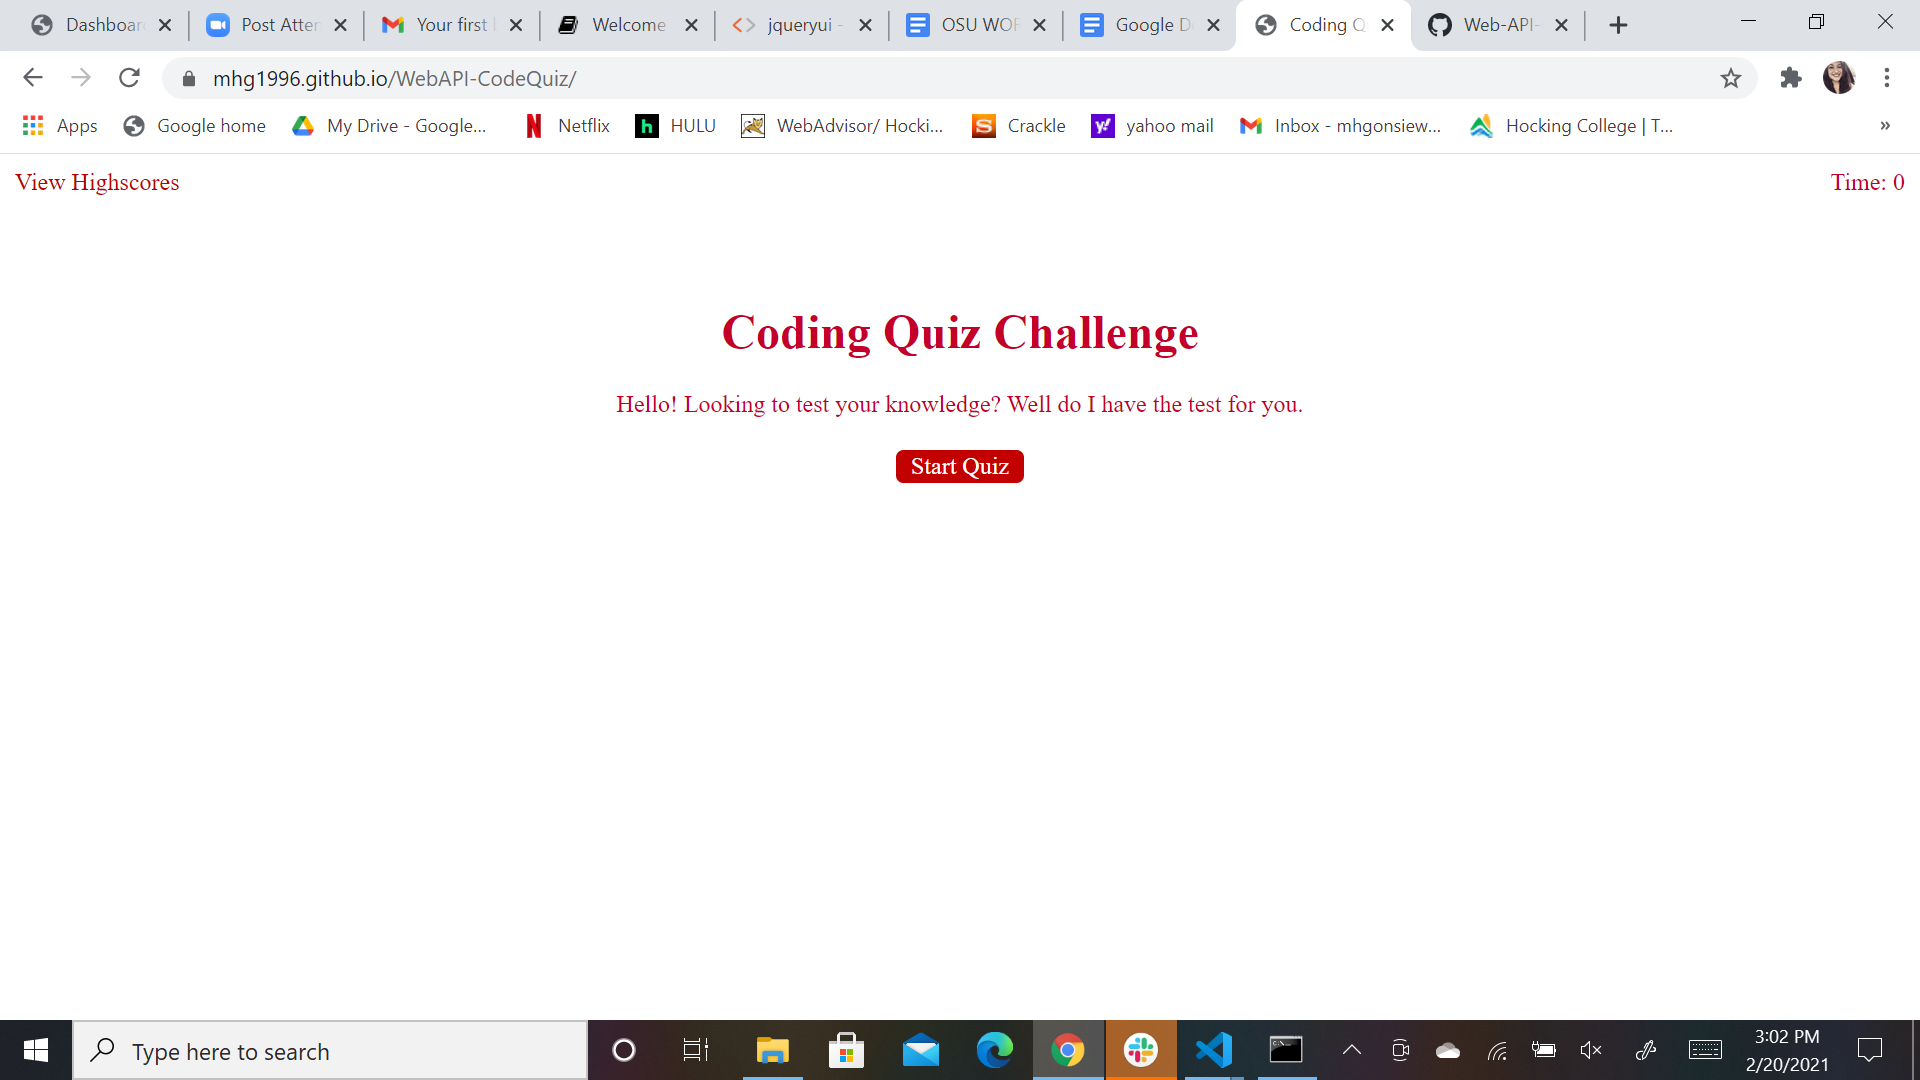 Dashboar
Post Atter
Your first
Welcome
jqueryui -
OSU WOR
Google D
Coding Q
Web-API-
mhg1996.github.io/WebAPI-CodeQuiz/
Apps
Google home
My Drive - Google...
Netflix
HULU
WebAdvisor/ Hocki...
Crackle
yahoo mail
Inbox - mhgonsiew...
Hocking College | T...
»
View Highscores
Time: 0
Coding Quiz Challenge
Hello! Looking to test your knowledge? Well do I have the test for you.
Start Quiz
Type here to search
3:02 PM
2/20/2021